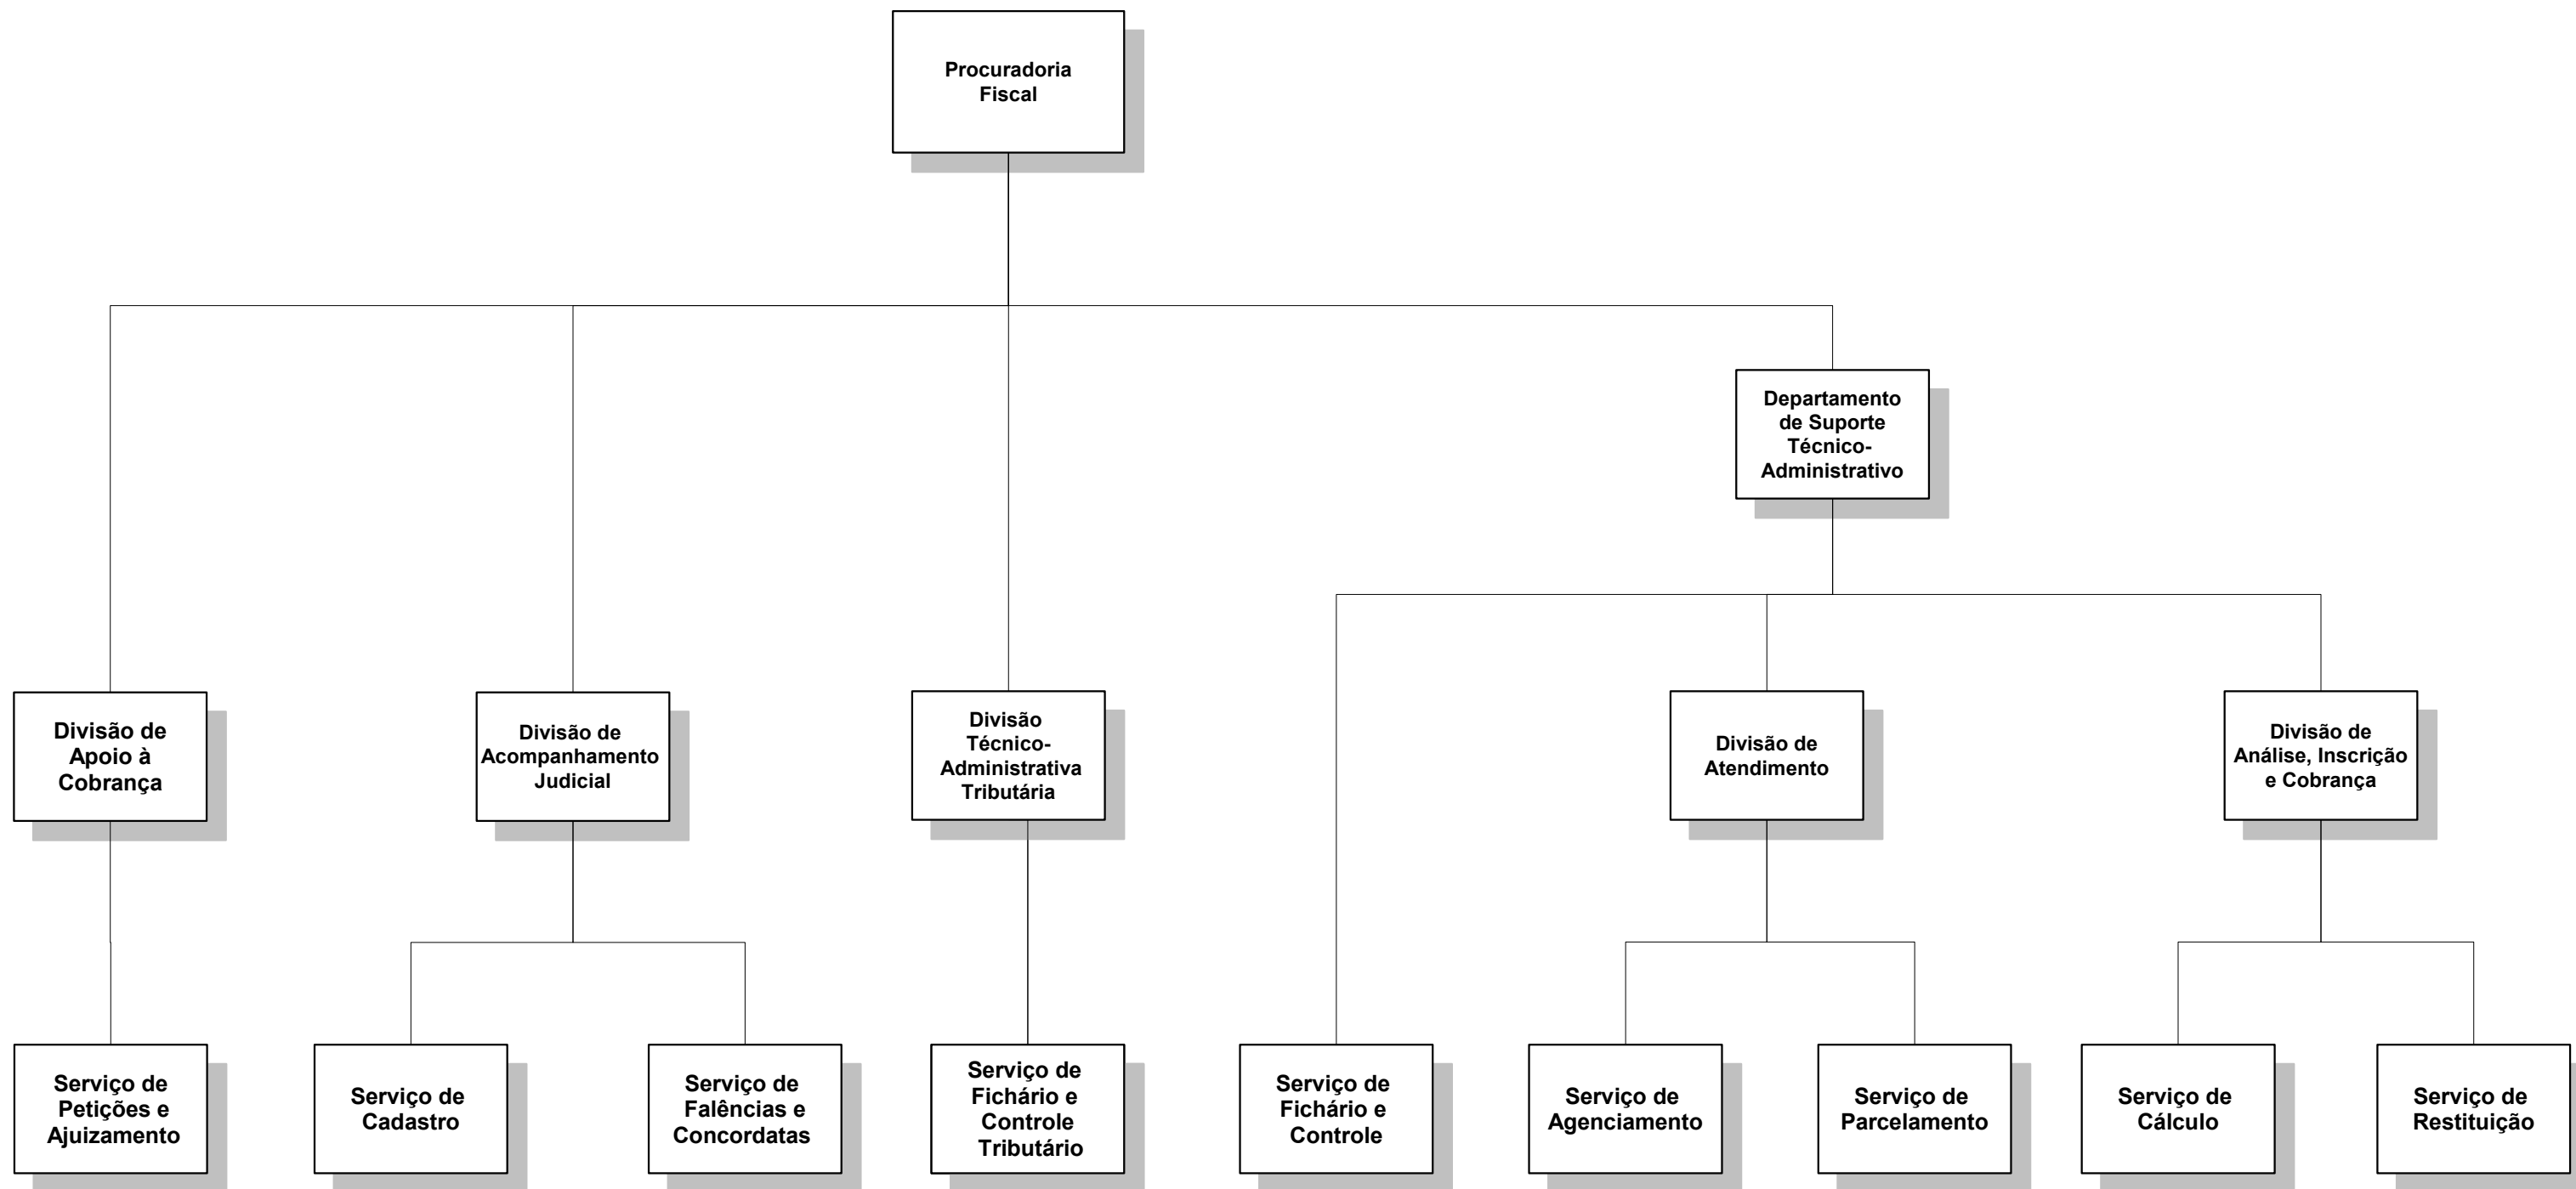 Procuradoria
Fiscal
Departamento
de Suporte
Técnico-
Administrativo
Divisão de
Apoio à
Cobrança
Divisão de
Acompanhamento
Judicial
Divisão
Técnico-
Administrativa
Tributária
Divisão de
Atendimento
Divisão de
Análise, Inscrição
e Cobrança
Serviço de
Petições e
Ajuizamento
Serviço de
Cadastro
Serviço de
Falências e
Concordatas
Serviço de
Fichário e
Controle
Tributário
Serviço de
Fichário e
Controle
Serviço de
Agenciamento
Serviço de
Parcelamento
Serviço de
Cálculo
Serviço de
Restituição